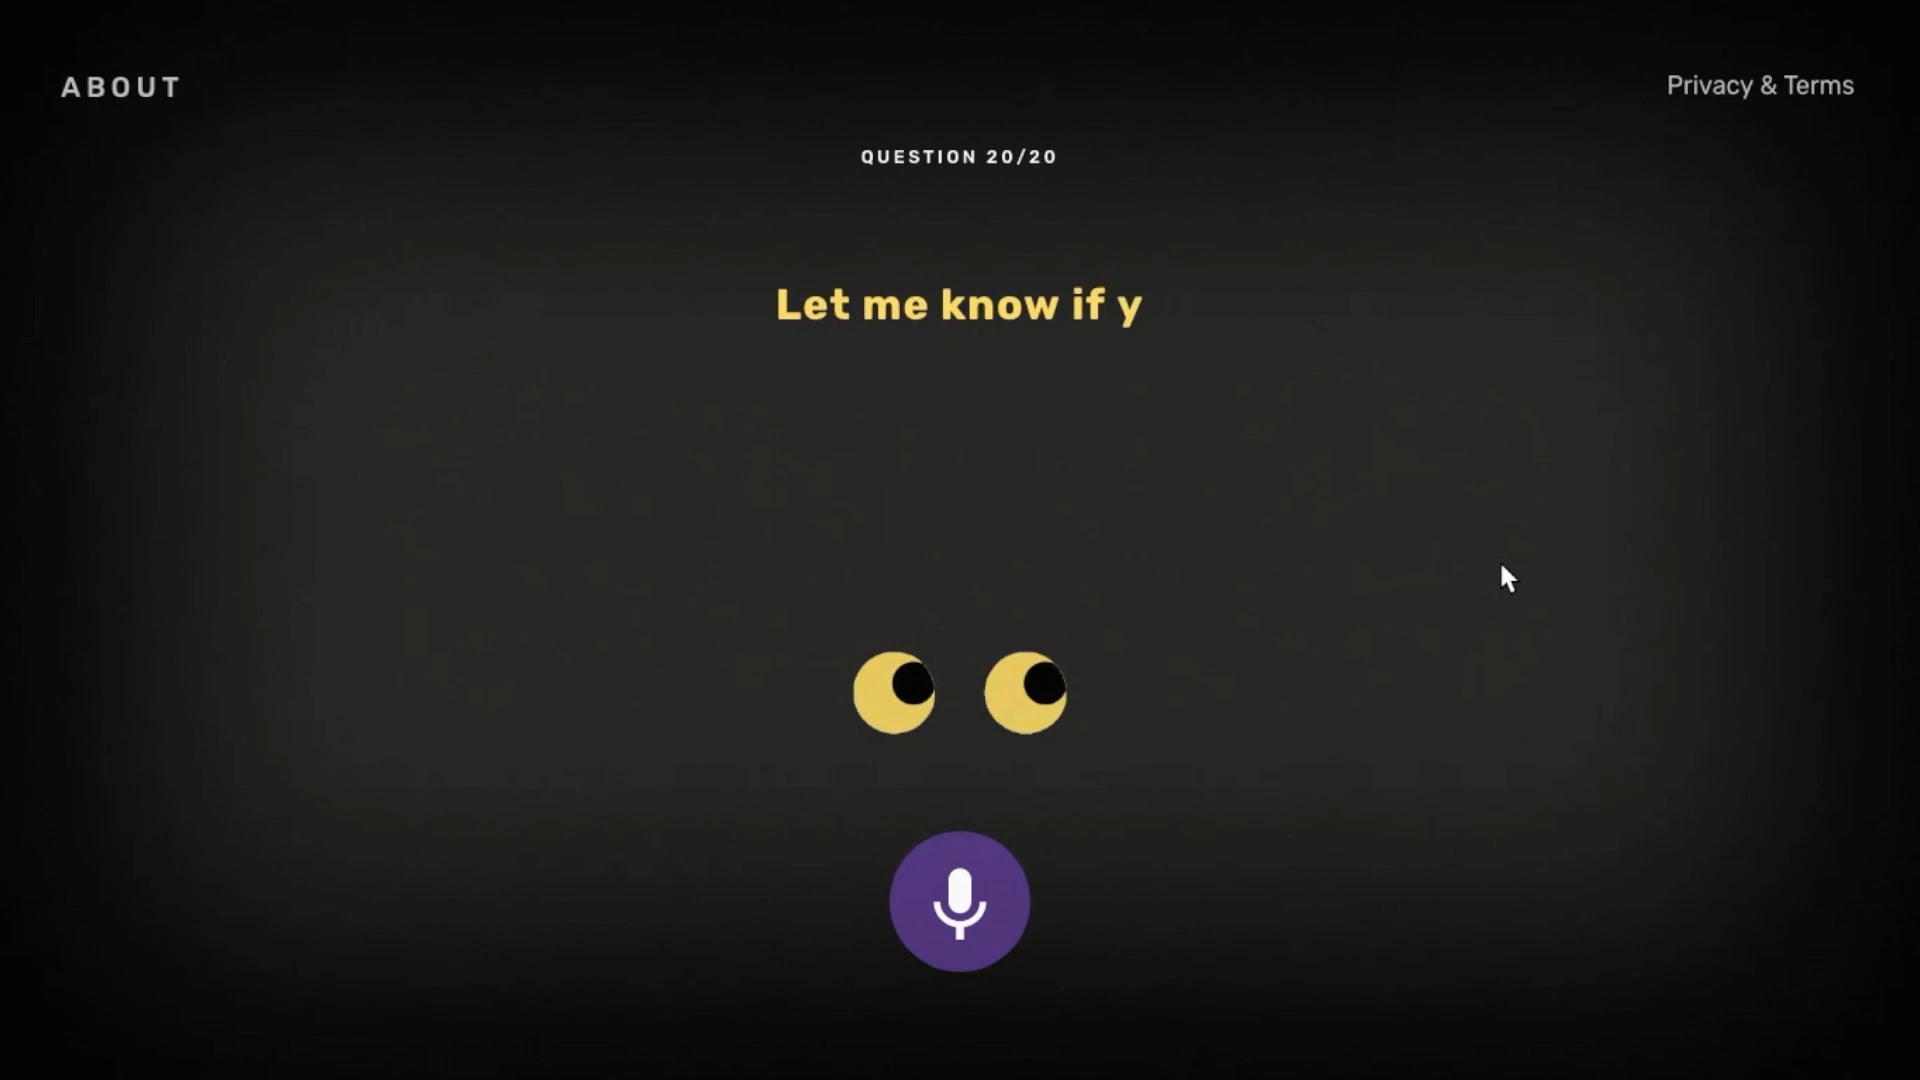 ABOUT
Privacy & Terms
QUESTION 20/20
Let me know if y